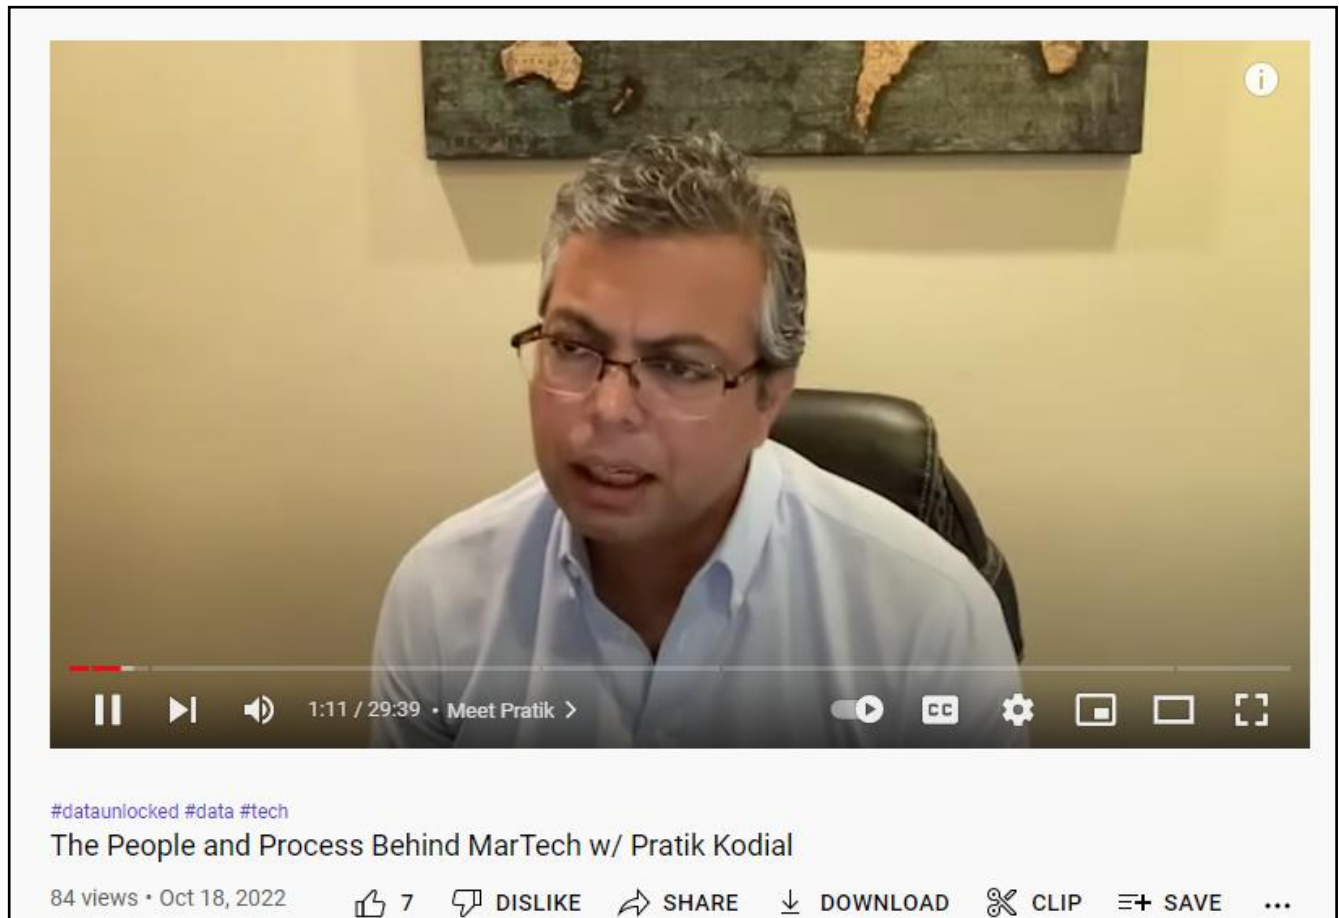 i
1:11 / 29:39 • Meet Pratik >
CC
#dataunlocked #data #tech
The People and Process Behind MarTech w/ Pratik Kodial
84 views • Oct 18, 2022 7 DISLIKE SHARE DOWNLOAD CLIP SAVE ...